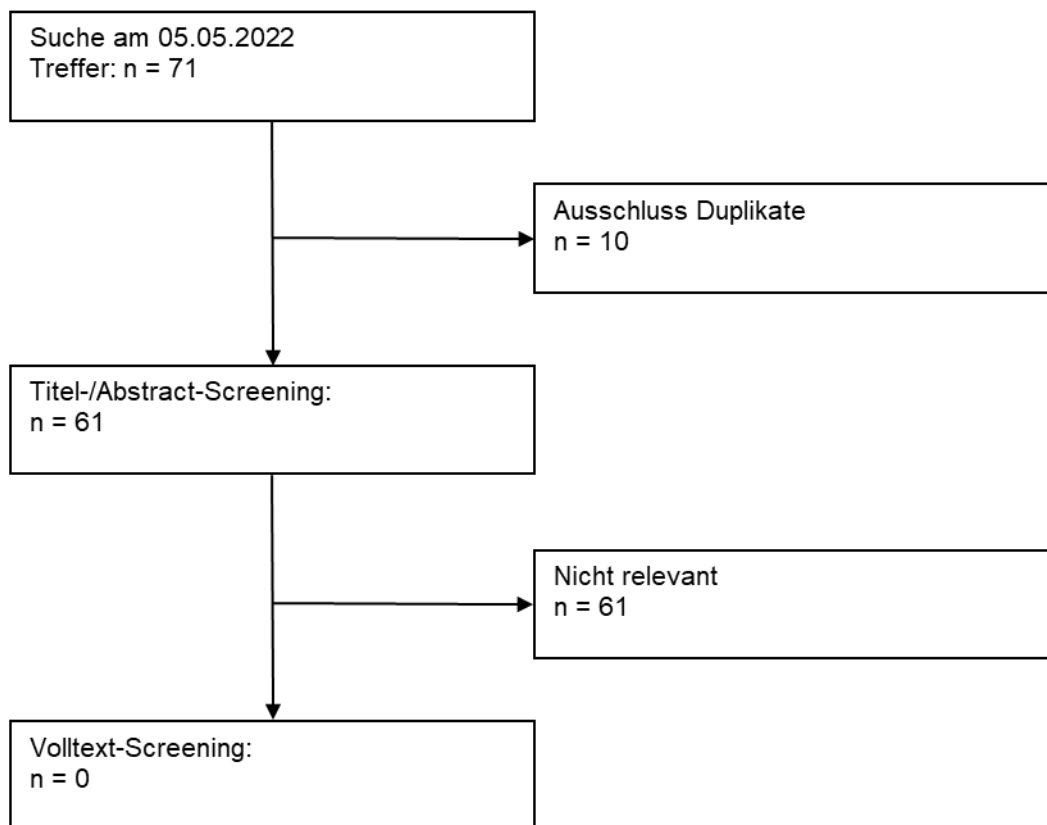 Suche am 05.05.2022
Treffer: n = 71
Ausschluss Duplikate
n = 10
Titel-/Abstract-Screening:
n = 61
Nicht relevant
n = 61
Volltext-Screening:
n = 0